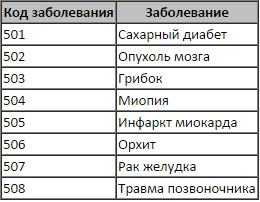 Код заболевания Заболевание
501 Сахарный диабет
502 Опухоль мозга
503 Грибок
504 Миопия
505 Инфаркт миокарда
506 Орхит
507 Рак желудка
508 Травма позвоночника